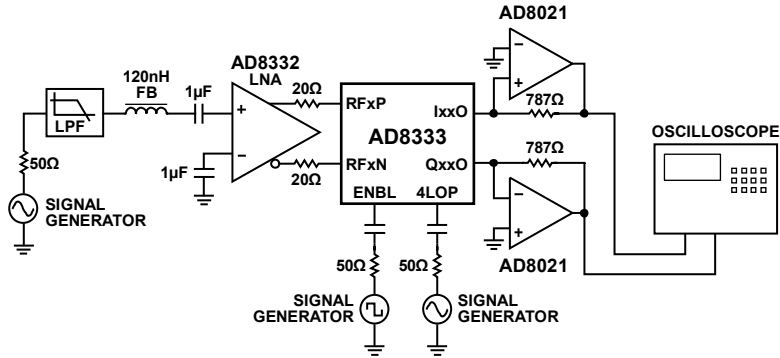 AD8021
AD8332
LNA
120nH
FB
1µF
20Ω
787Ω
LPF
RFxP
IxxO
AD8333
OSCILLOSCOPE
50Ω
787Ω
RFxN
QxxO
1µF
20Ω
ENBL
4LOP
SIGNAL
GENERATOR
AD8021
50Ω
50Ω
SIGNAL
GENERATOR
SIGNAL
GENERATOR
+
−
−
+
−
+